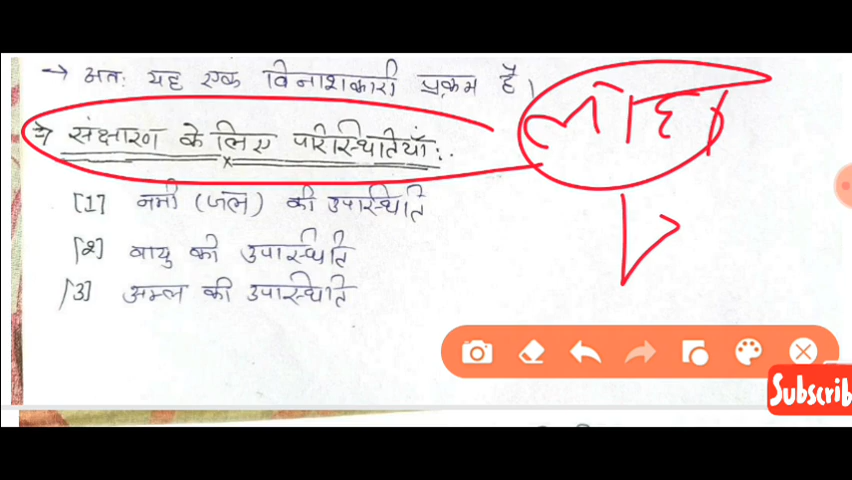 → अतः यह एक विनाशकारी प्रक्रम है।
→ संक्षारण के लिए परिस्थितियाँ:-
लोहा
[1] नमी (जल) की उपस्थिति
[2] वायु की उपस्थिति
[3] अम्ल की उपस्थिति
Subscrib